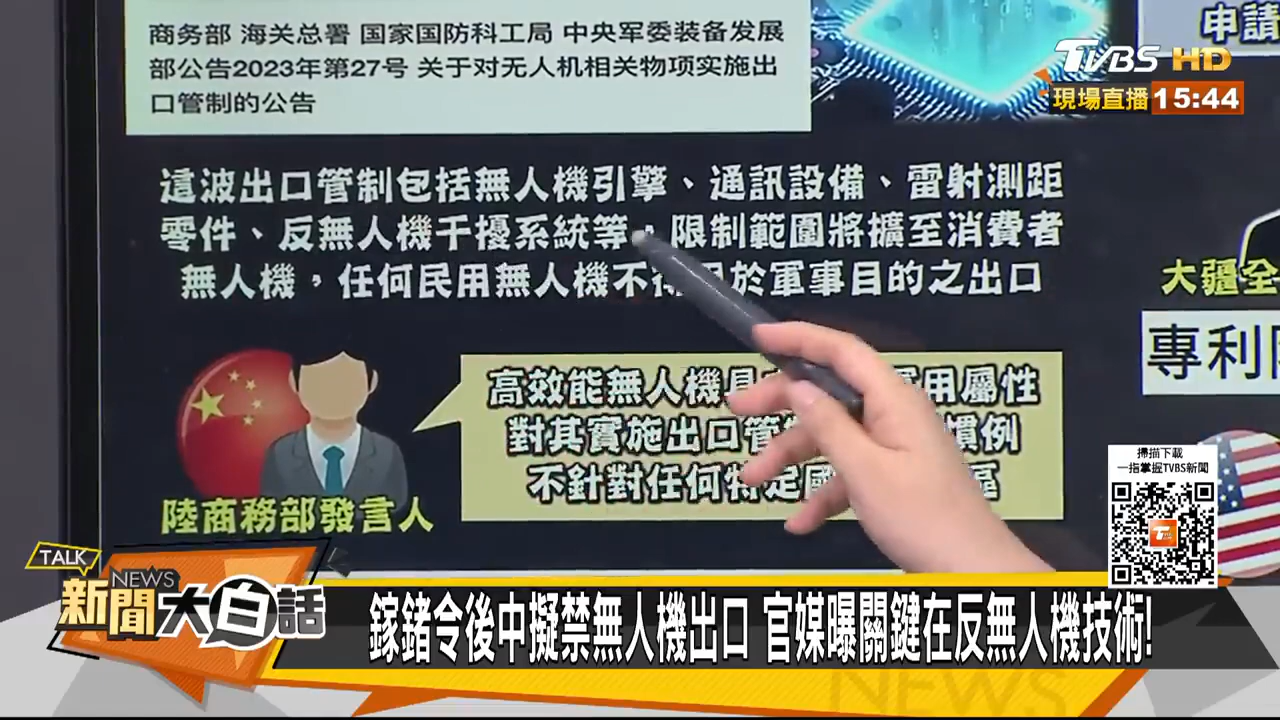 商务部 海关总署 国家国防科工局 中央军委装备发展
部公告2023年第27号 关于对无人机相关物项实施出
口管制的公告
申請
TVBS HD
現場直播 15:44
這波出口管制包括無人機引擎、通訊設備、雷射測距
零件、反無人機干擾系統等，限制範圍將擴至消費者
無人機，任何民用無人機不 於軍事目的之出口
大疆全
專利
高效能無人機具 用屬性
對其實施出口管 慣例
不針對任何特定 區
陸商務部發言人
掃描下載
一指掌握TVBS新聞
TALK
NEWS
新聞大白話
鎵鍺令後中擬禁無人機出口 官媒曝關鍵在反無人機技術!
NEWS